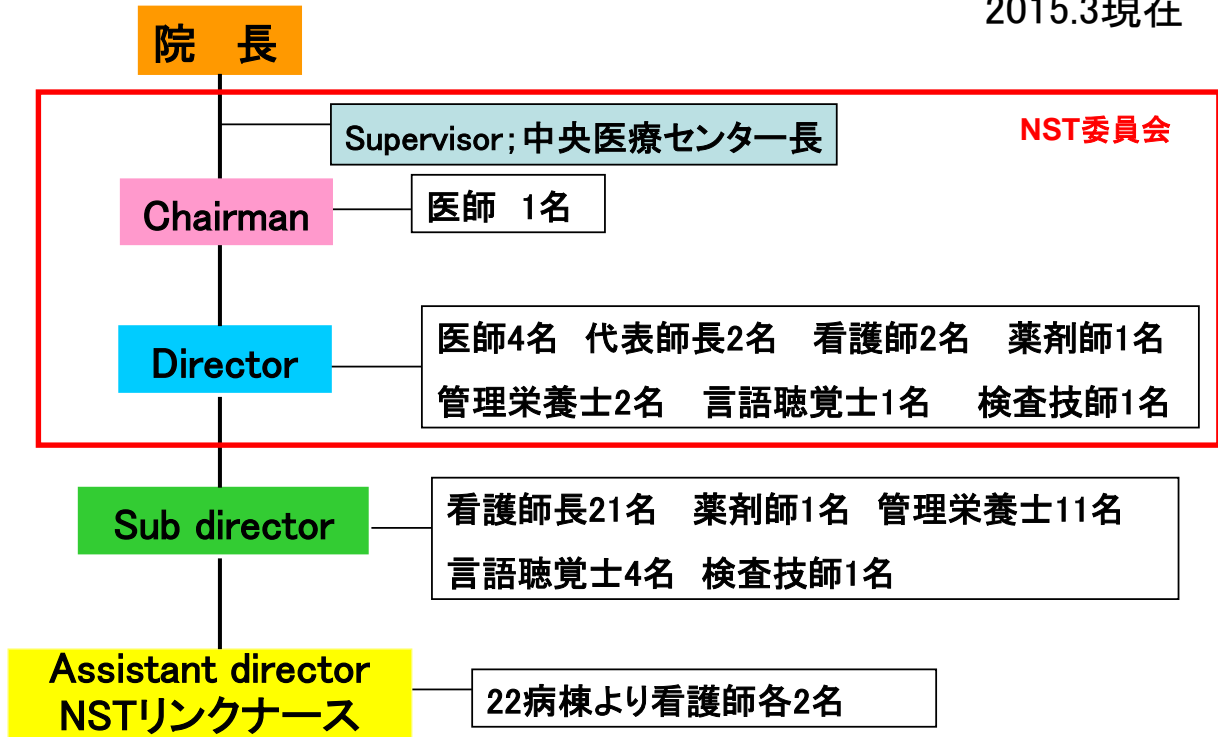 2015.3現在
院　長
NST委員会
Supervisor；中央医療センター長
Chairman
医師　1名
Director
医師4名　代表師長2名　看護師2名　薬剤師1名
管理栄養士2名　言語聴覚士1名　検査技師1名
Sub director
看護師長21名　薬剤師1名　管理栄養士11名
言語聴覚士4名　検査技師1名
Assistant director
NSTリンクナース
22病棟より看護師各2名